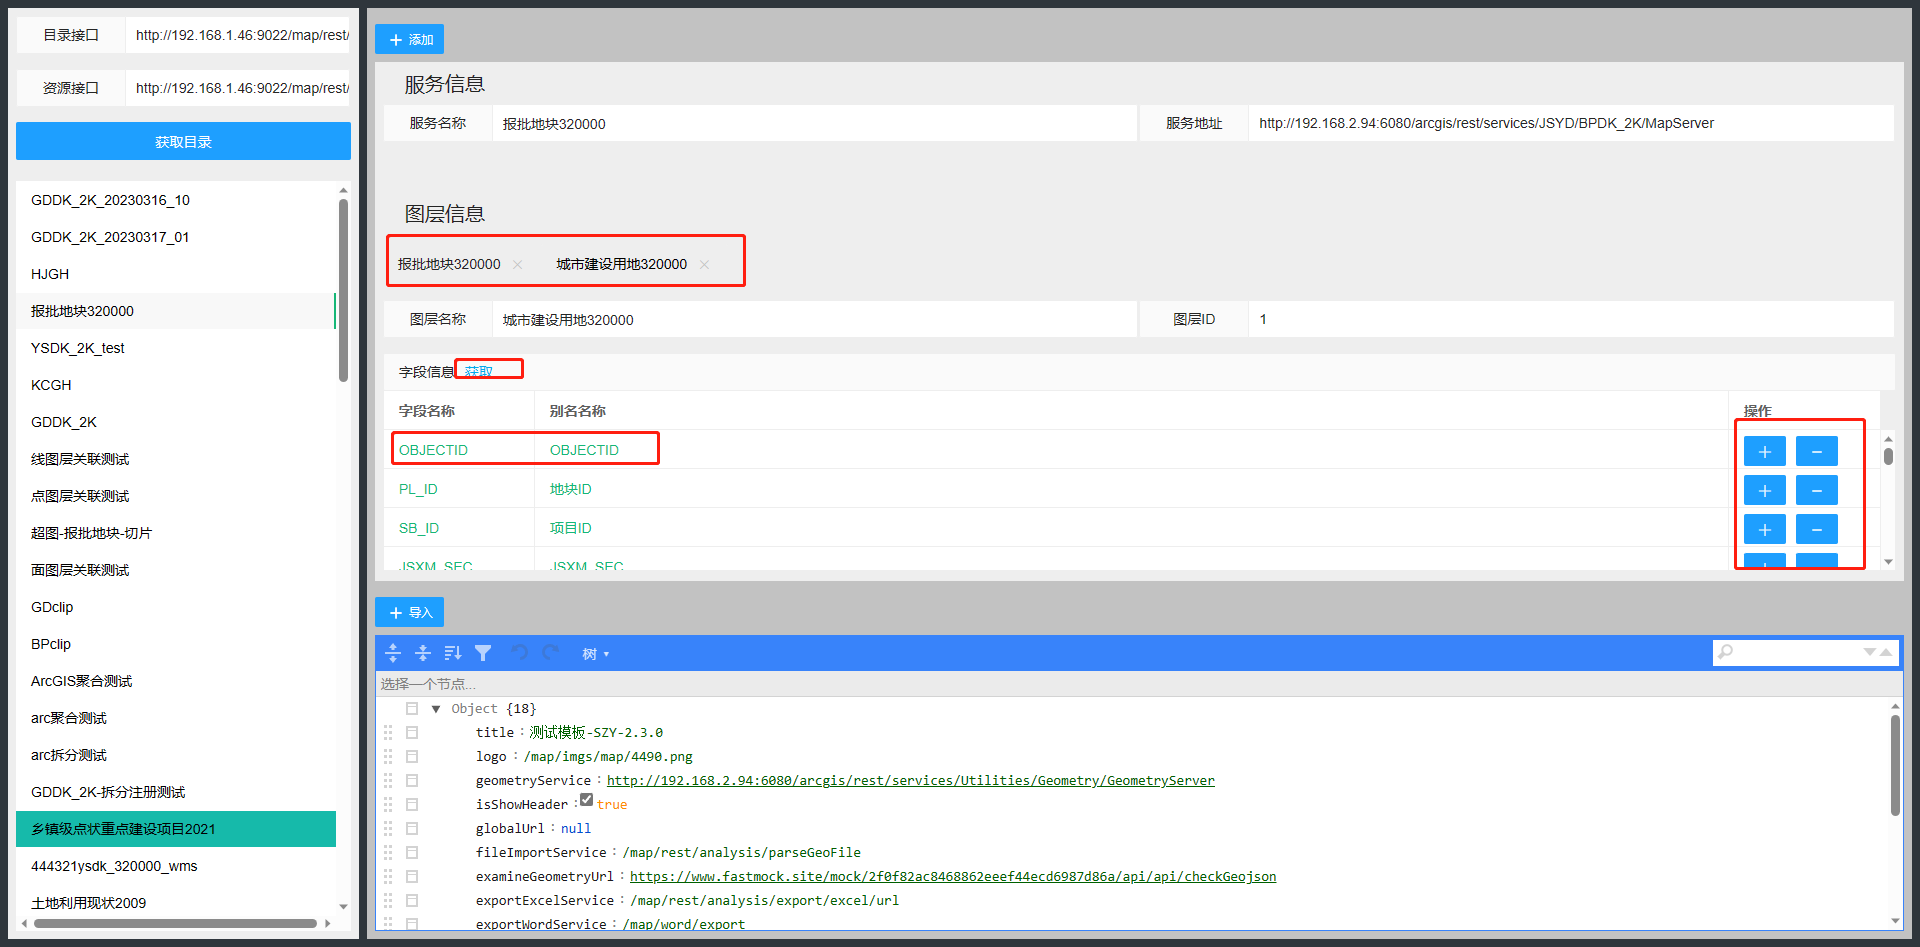 目录接口 http://192.168.1.46:9022/map/rest/
资源接口 http://192.168.1.46:9022/map/rest/
获取目录
GDDK_2K_20230316_10
GDDK_2K_20230317_01
HJGH
报批地块320000
YSDK_2K_test
KCGH
GDDK_2K
线图层关联测试
点图层关联测试
超图-报批地块-切片
面图层关联测试
GDclip
BPclip
ArcGIS聚合测试
arc聚合测试
arc拆分测试
GDDK_2K-拆分注册测试
乡镇级点状重点建设项目2021
444321ysdk_320000_wms
土地利用现状2009
添加
服务信息
服务名称 报批地块320000 服务地址 http://192.168.2.94:6080/arcgis/rest/services/JSYD/BPDK_2K/MapServer
图层信息
报批地块320000 城市建设用地320000
图层名称 城市建设用地320000 图层ID 1
字段信息 获取
字段名称 别名名称 操作
OBJECTID OBJECTID
PL_ID 地块ID
SB_ID 项目ID
JSXM_SEC JSXM_SEC
导入
树
选择一个节点...
Object {18}
title : 测试模板-SZY-2.3.0
logo : /map/imgs/map/4490.png
geometryService : http://192.168.2.94:6080/arcgis/rest/services/Utilities/Geometry/GeometryServer
isShowHeader : true
globalUrl : null
fileImportService : /map/rest/analysis/parseGeoFile
examineGeometryUrl : https://www.fastmock.site/mock/2f0f82ac8468862eeef44ecd6987d86a/api/api/checkGeojson
exportExcelService : /map/rest/analysis/export/excel/url
exportWordService : /map/word/export